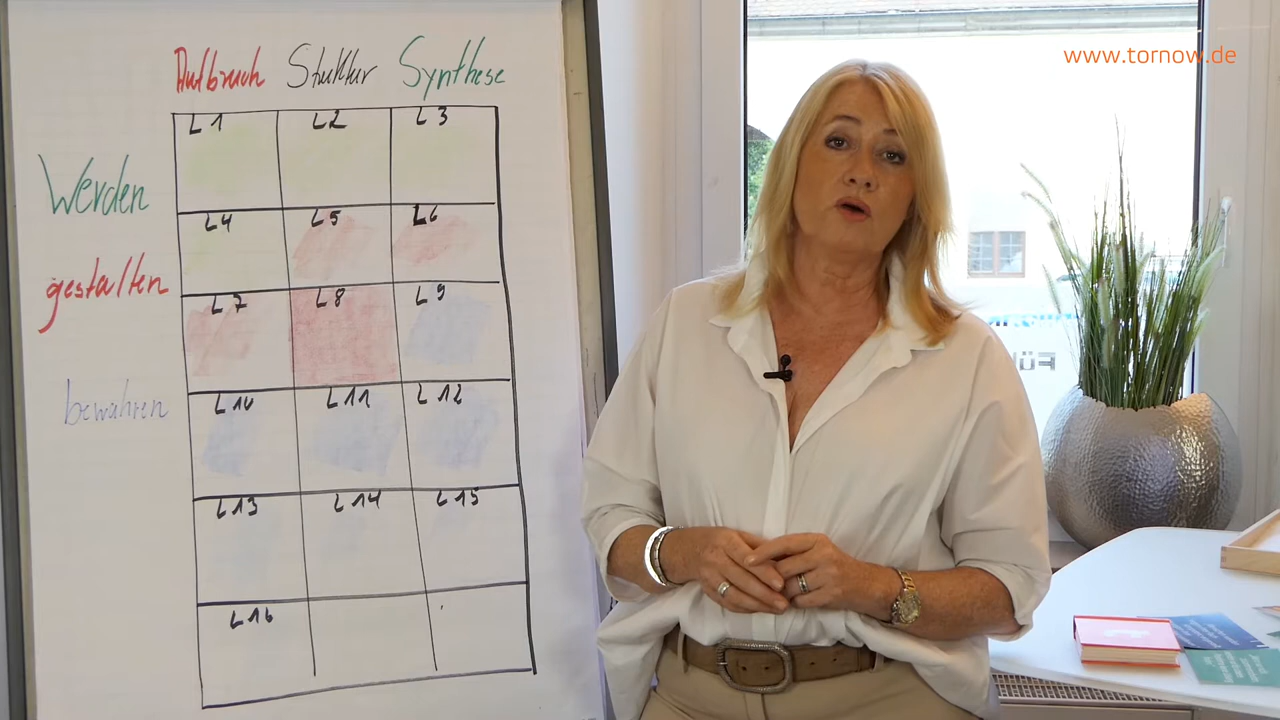 www.tornow.de
Aufbruch Stuktur Synthese
L1 L2 L3
Werden
L4 L5 L6
gestalten
L7 L8 L9
bewahren
L10 L11 L12
L13 L14 L15
L16
FÜ